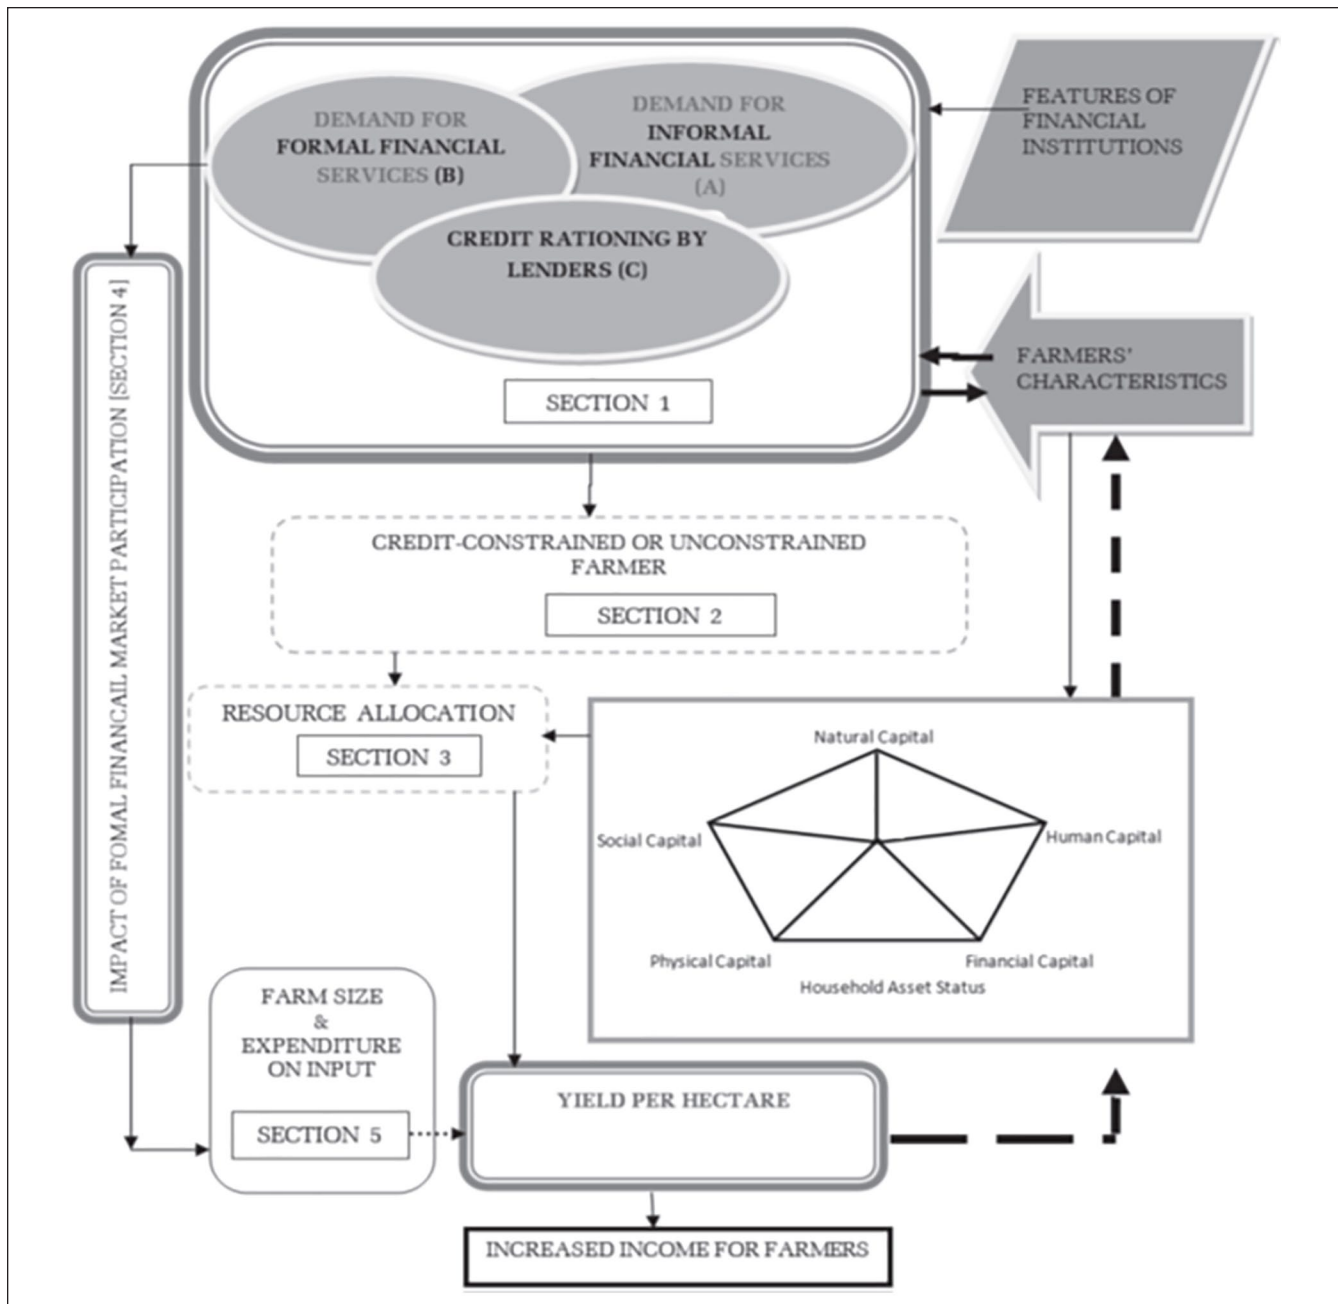 DEMAND FOR
FORMAL FINANCIAL
SERVICES (B)
DEMAND FOR
INFORMAL
FINANCIAL SERVICES
(A)
CREDIT RATIONING BY
LENDERS (C)
SECTION 1
FEATURES OF
FINANCIAL
INSTITUTIONS
FARMERS'
CHARACTERISTICS
IMPACT OF FOMAL FINANCAIL MARKET PARTICIPATION [SECTION 4]
CREDIT-CONSTRAINED OR UNCONSTRAINED
FARMER
SECTION 2
RESOURCE ALLOCATION
SECTION 3
Natural Capital
Social Capital
Human Capital
Physical Capital
Financial Capital
Household Asset Status
FARM SIZE
&
EXPENDITURE
ON INPUT
SECTION 5
YIELD PER HECTARE
INCREASED INCOME FOR FARMERS